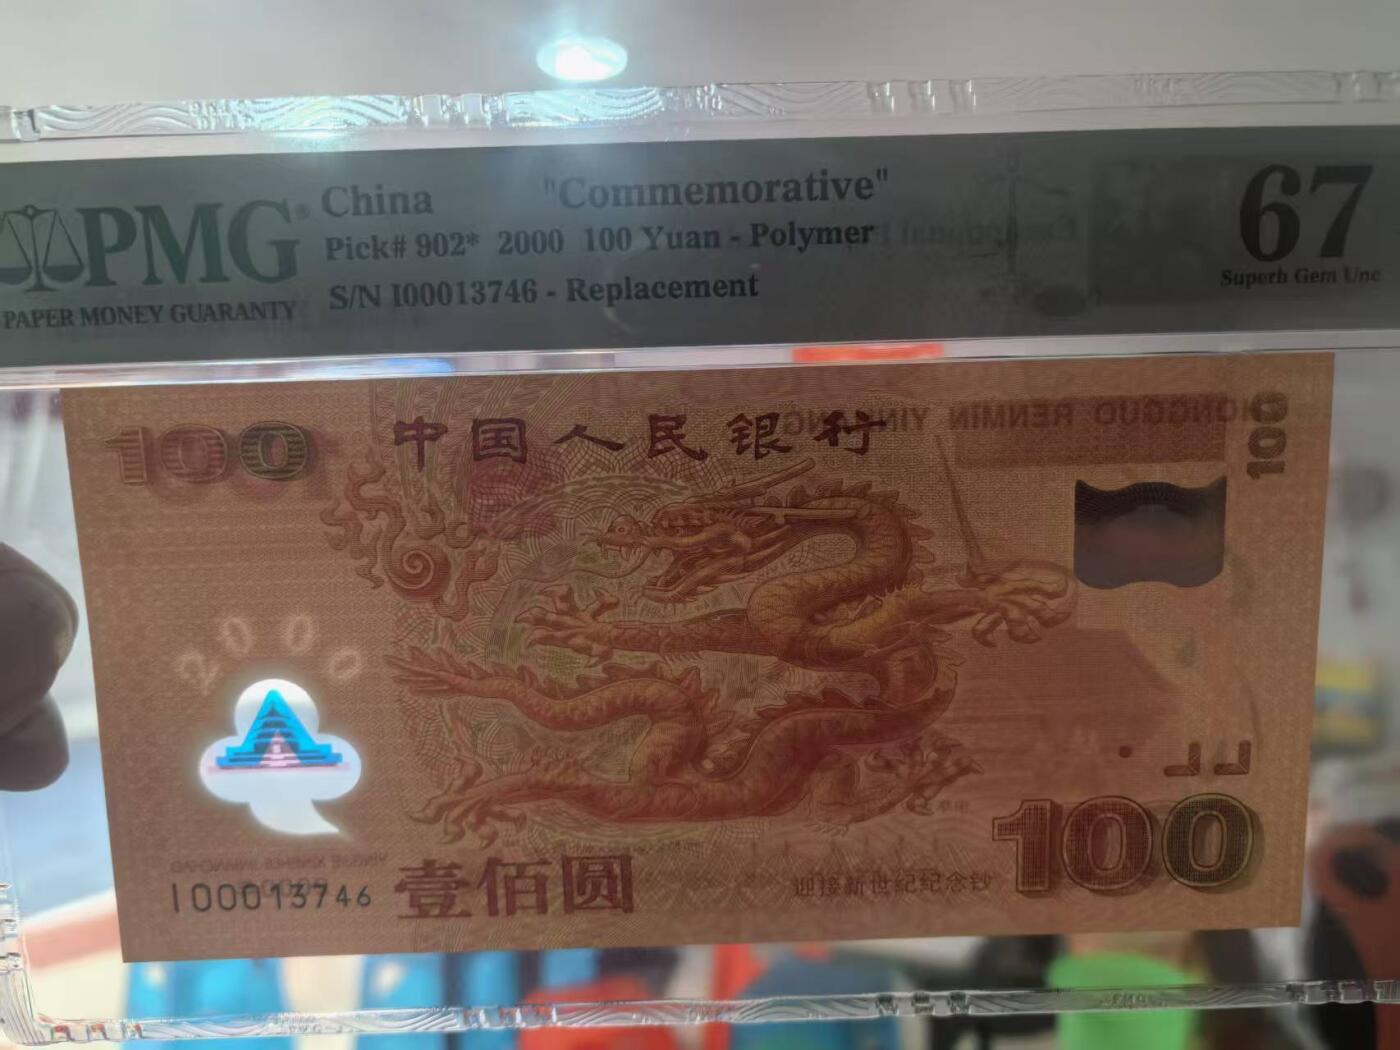 PMG®
PAPER MONEY GUARANTY
China "Commemorative"
Pick# 902* 2000 100 Yuan - Polymer
S/N I00013746 - Replacement
67
Superb Gem Unc
100
中国人民银行
ZHONGGUO RENMIN YINHANG
100
2000
I00013746
壹佰圆
迎接新世纪纪念钞
100